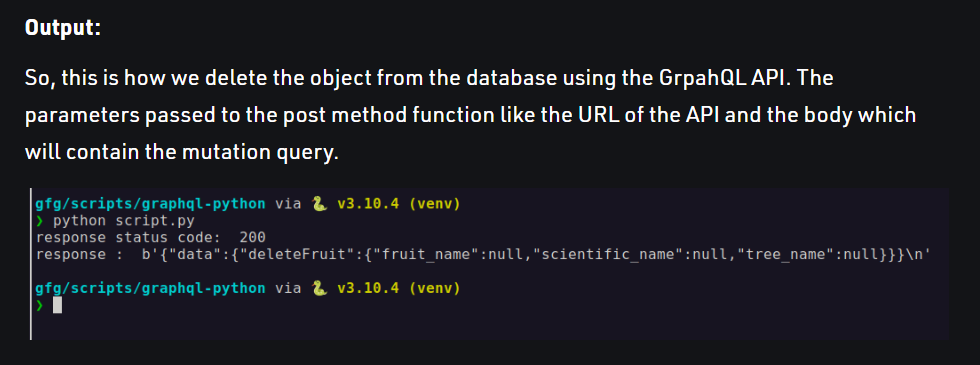 Output:
So, this is how we delete the object from the database using the GrpahQL API. The
parameters passed to the post method function like the URL of the API and the body which
will contain the mutation query.
gfg/scripts/graphql-python via 🐍 v3.10.4 (venv)
❯ python script.py
response status code:  200
response :  b'{"data":{"deleteFruit":{"fruit_name":null,"scientific_name":null,"tree_name":null}}}\n'
gfg/scripts/graphql-python via 🐍 v3.10.4 (venv)
❯